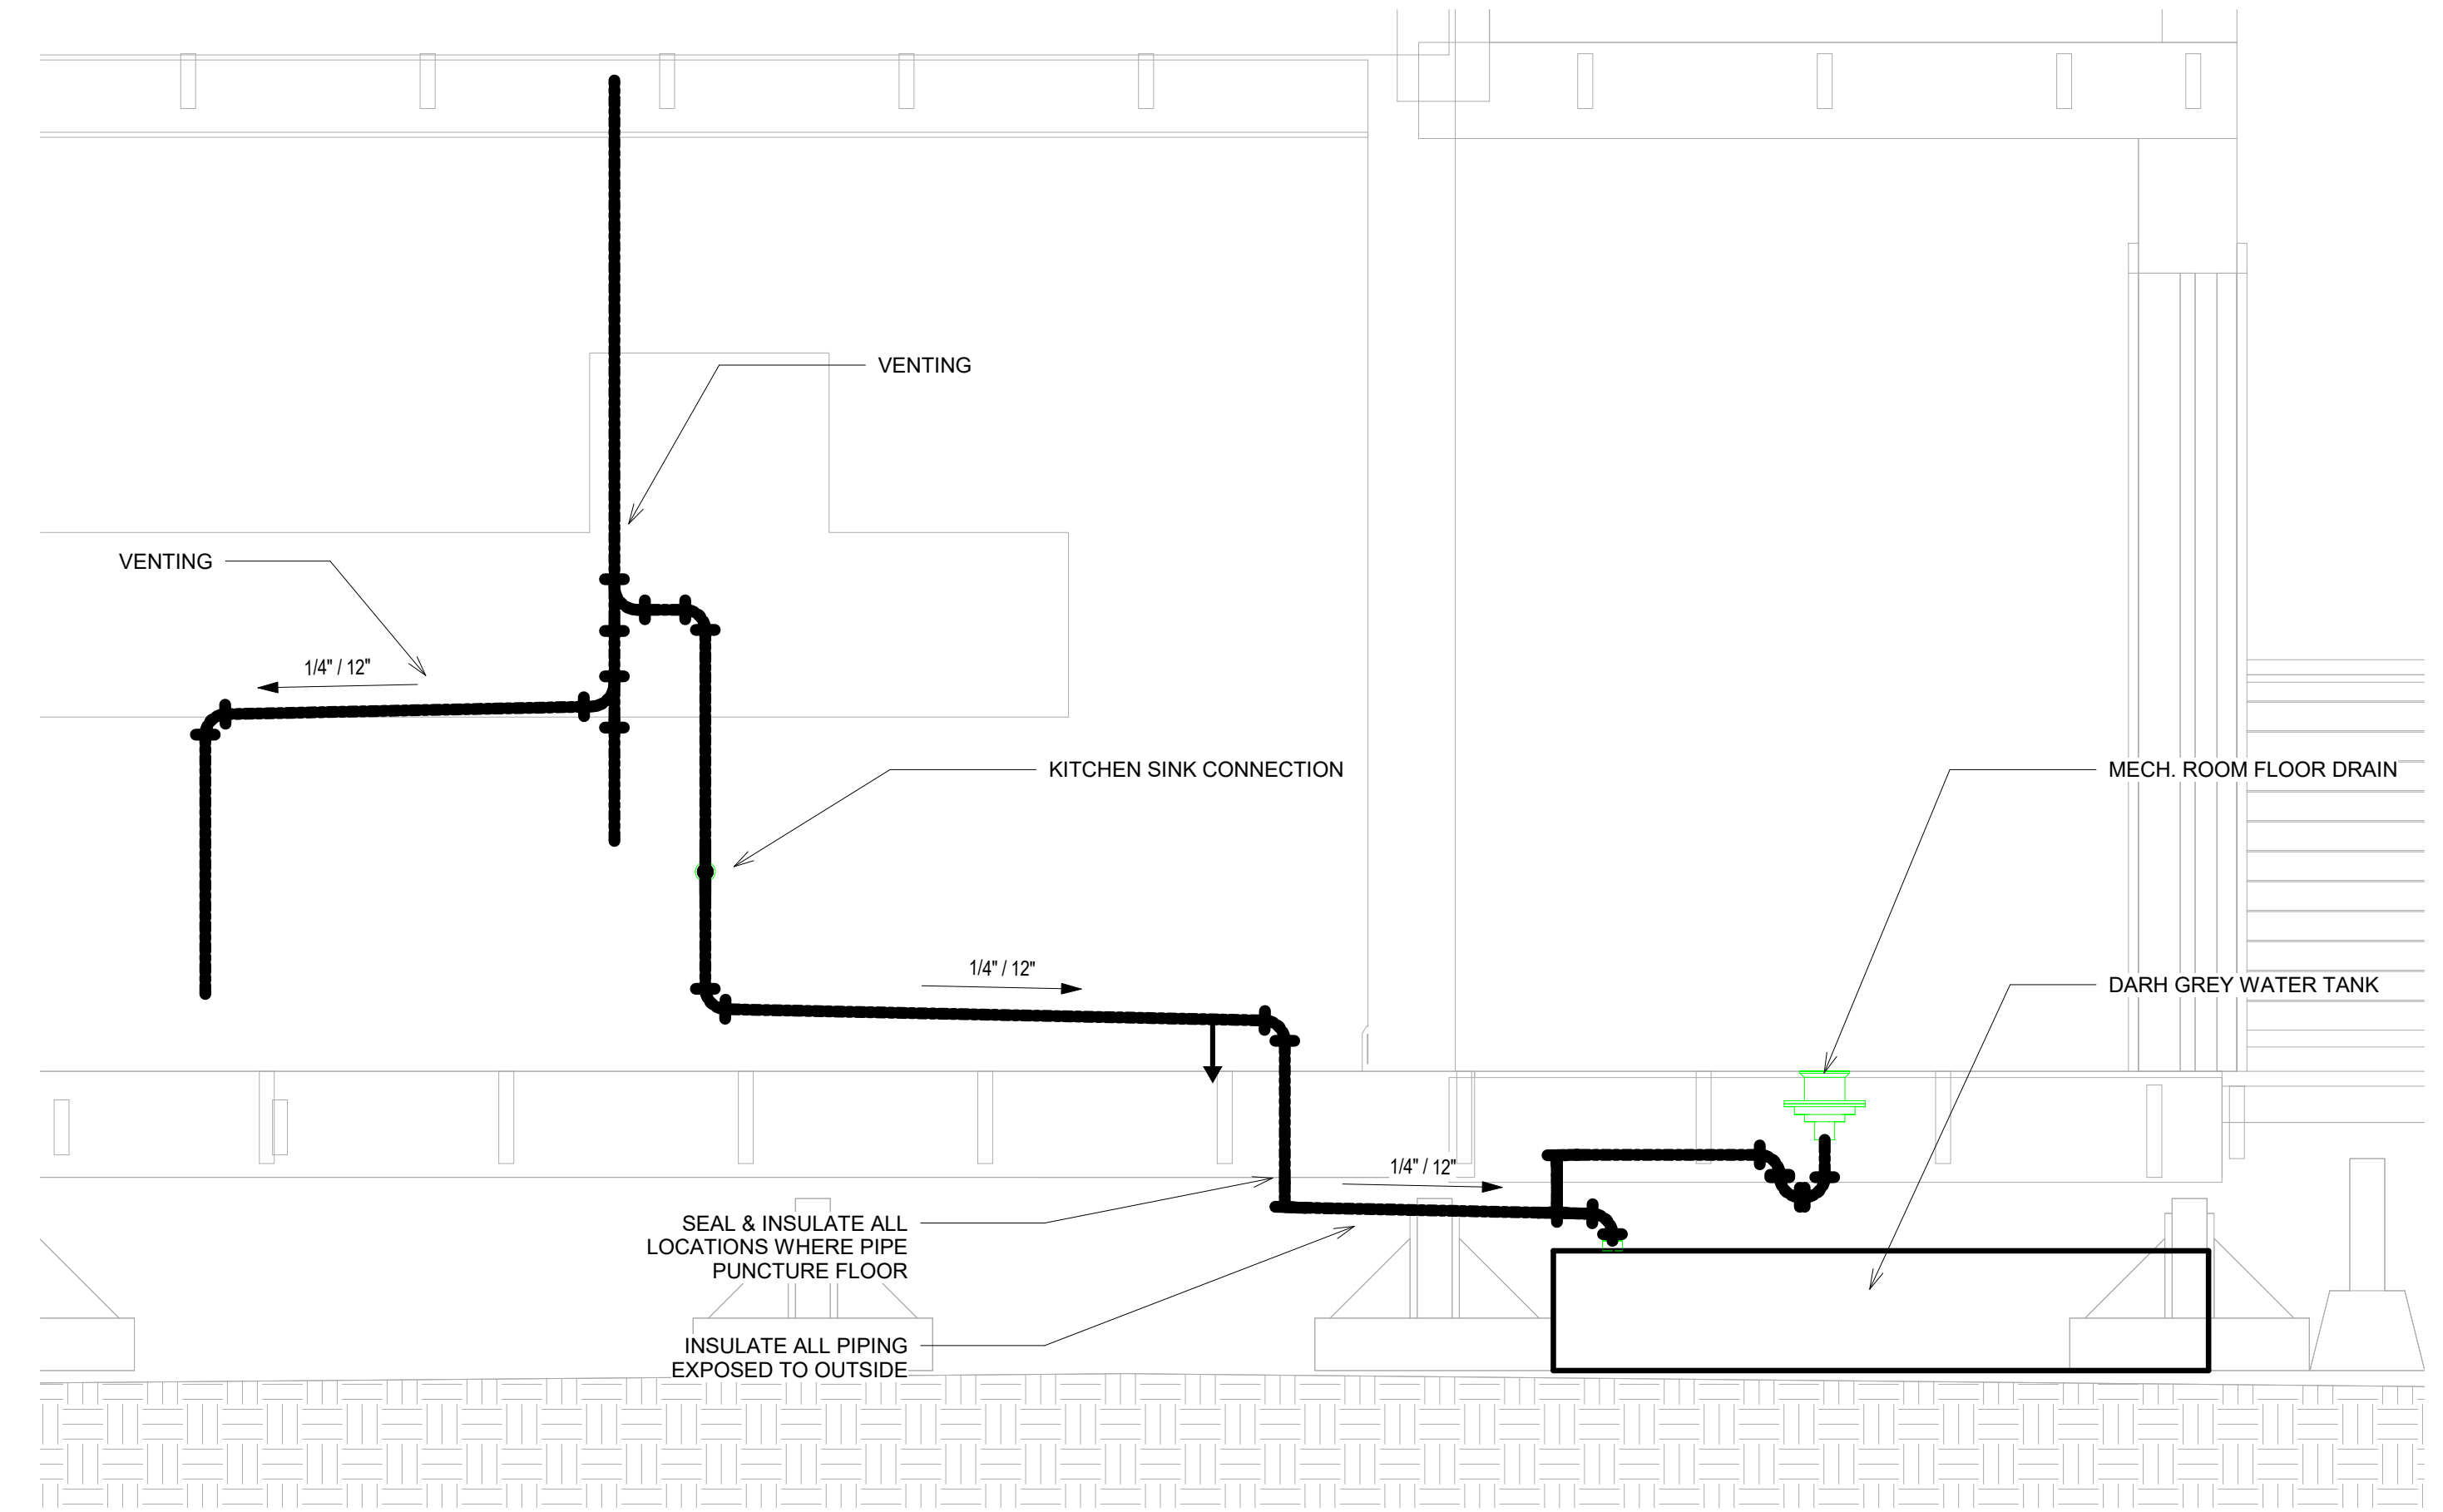 VENTING
VENTING
1/4" / 12"
KITCHEN SINK CONNECTION
MECH. ROOM FLOOR DRAIN
1/4" / 12"
DARH GREY WATER TANK
1/4" / 12"
SEAL & INSULATE ALL
LOCATIONS WHERE PIPE
PUNCTURE FLOOR
INSULATE ALL PIPING
EXPOSED TO OUTSIDE